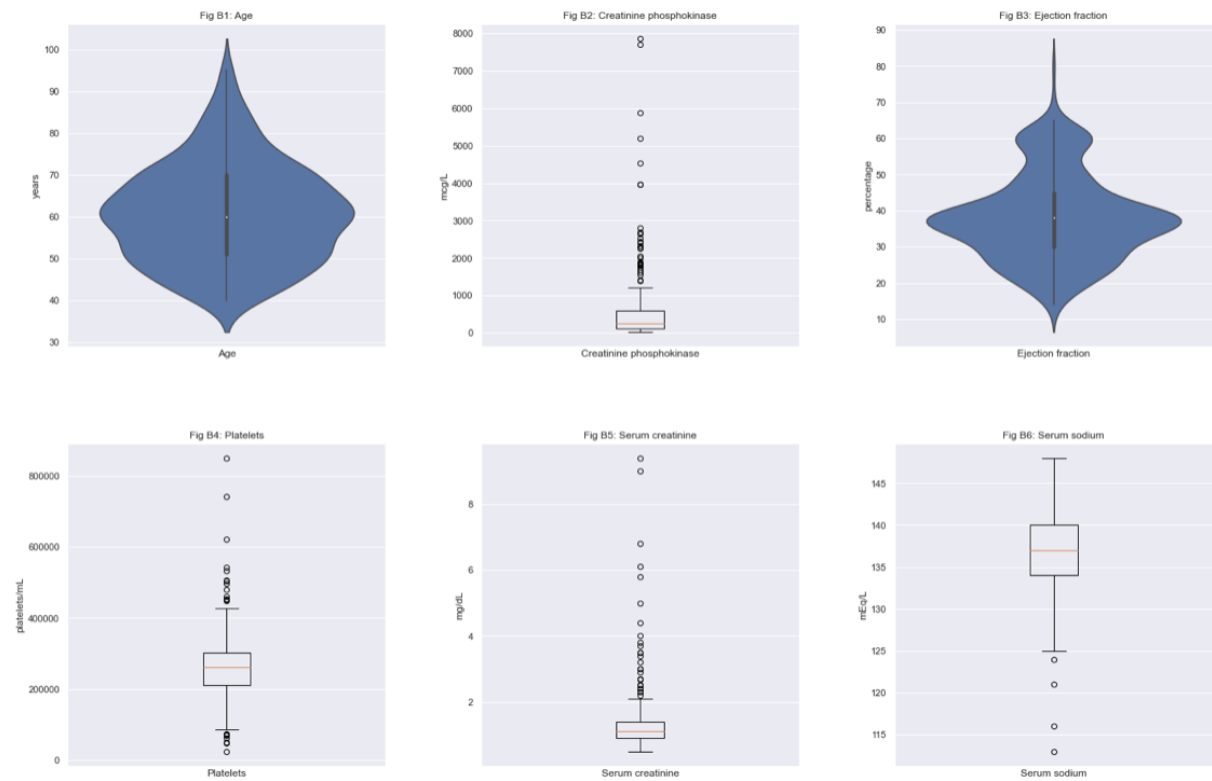 Fig B1: Age
100
90
80
70
60
50
40
30
years
Age
Fig B2: Creatinine phosphokinase
8000
7000
6000
5000
4000
3000
2000
1000
0
mcg/L
Creatinine phosphokinase
Fig B3: Ejection fraction
90
80
70
60
50
40
30
20
10
percentage
Ejection fraction
Fig B4: Platelets
800000
600000
400000
200000
0
platelets/mL
Platelets
Fig B5: Serum creatinine
8
6
4
2
mg/dL
Serum creatinine
Fig B6: Serum sodium
145
140
135
130
125
120
115
mEq/L
Serum sodium